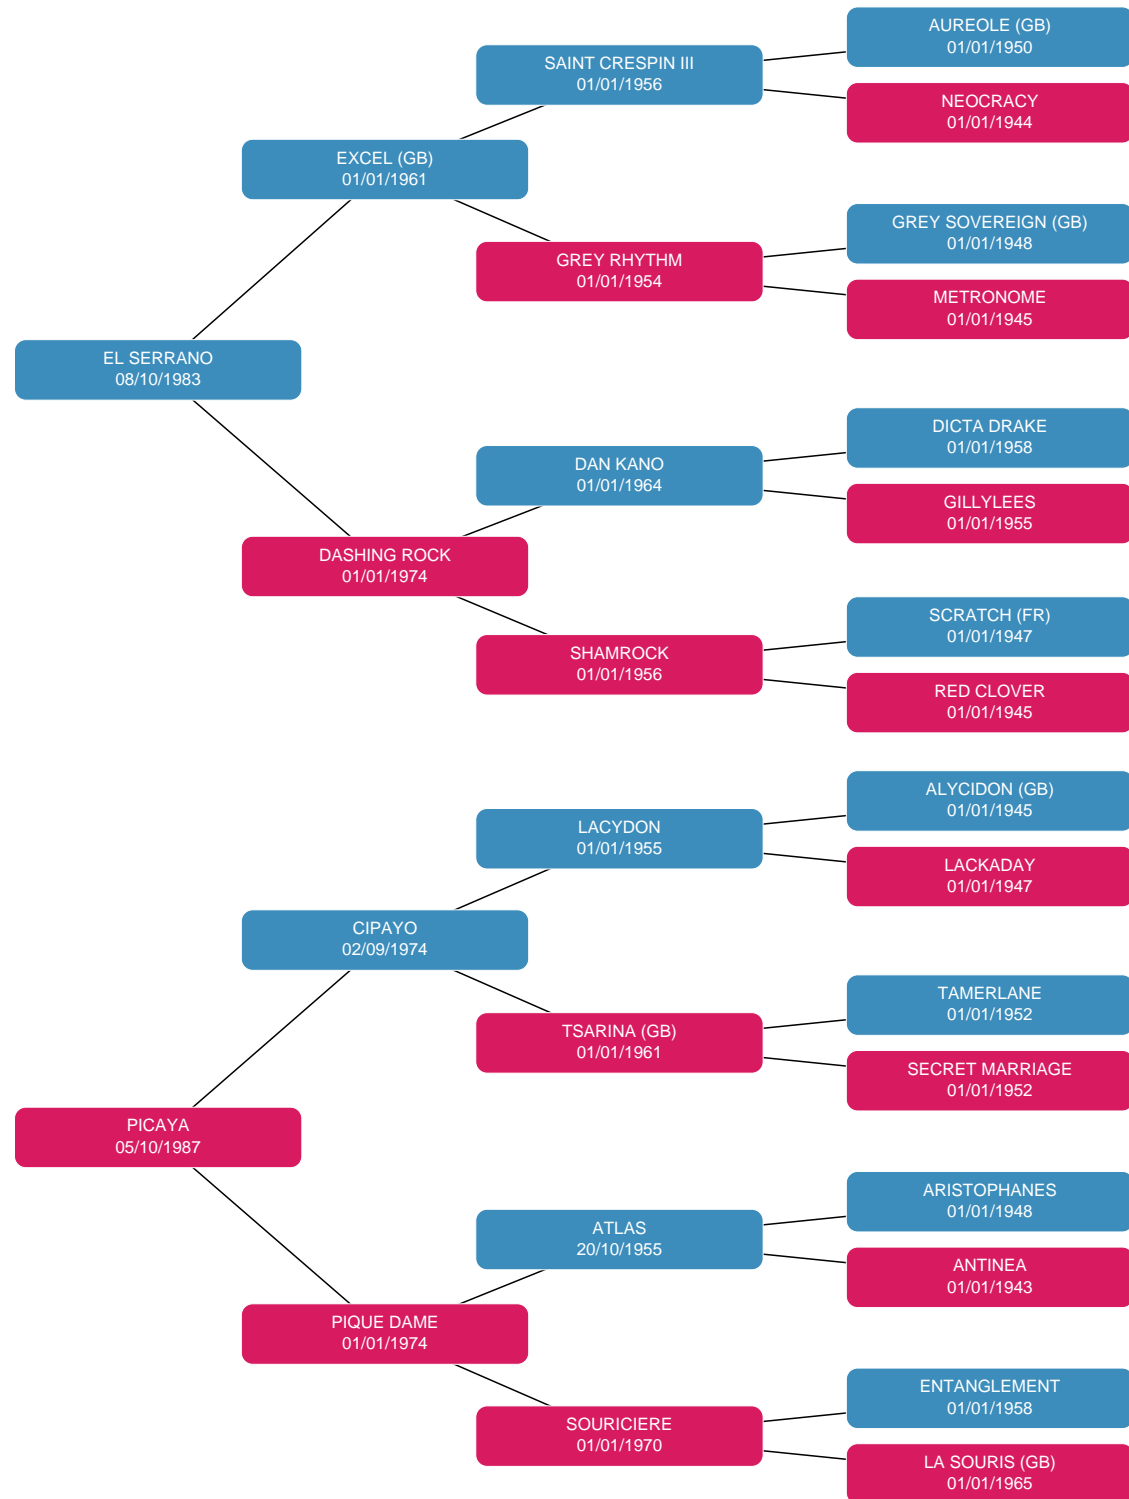 AUREOLE (GB)
01/01/1950
SAINT CRESPIN III
01/01/1956
NEOCRACY
01/01/1944
EXCEL (GB)
01/01/1961
GREY SOVEREIGN (GB)
01/01/1948
GREY RHYTHM
01/01/1954
METRONOME
01/01/1945
EL SERRANO
08/10/1983
DICTA DRAKE
01/01/1958
DAN KANO
01/01/1964
GILLYLEES
01/01/1955
DASHING ROCK
01/01/1974
SCRATCH (FR)
01/01/1947
SHAMROCK
01/01/1956
RED CLOVER
01/01/1945
ALYCIDON (GB)
01/01/1945
LACYDON
01/01/1955
LACKADAY
01/01/1947
CIPAYO
02/09/1974
TAMERLANE
01/01/1952
TSARINA (GB)
01/01/1961
SECRET MARRIAGE
01/01/1952
PICAYA
05/10/1987
ARISTOPHANES
01/01/1948
ATLAS
20/10/1955
ANTINEA
01/01/1943
PIQUE DAME
01/01/1974
ENTANGLEMENT
01/01/1958
SOURICIERE
01/01/1970
LA SOURIS (GB)
01/01/1965